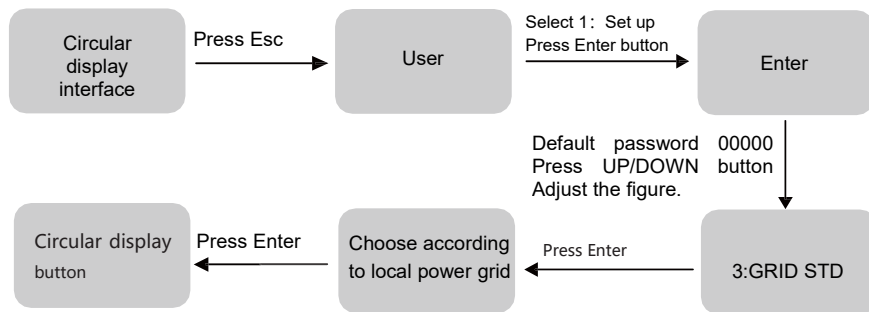 Circular
display
interface
Press Esc
User
Select 1: Set up
Press Enter button
Enter
Default password 00000
Press UP/DOWN button
Adjust the figure.
3:GRID STD
Press Enter
Choose according
to local power grid
Press Enter
Circular display
button